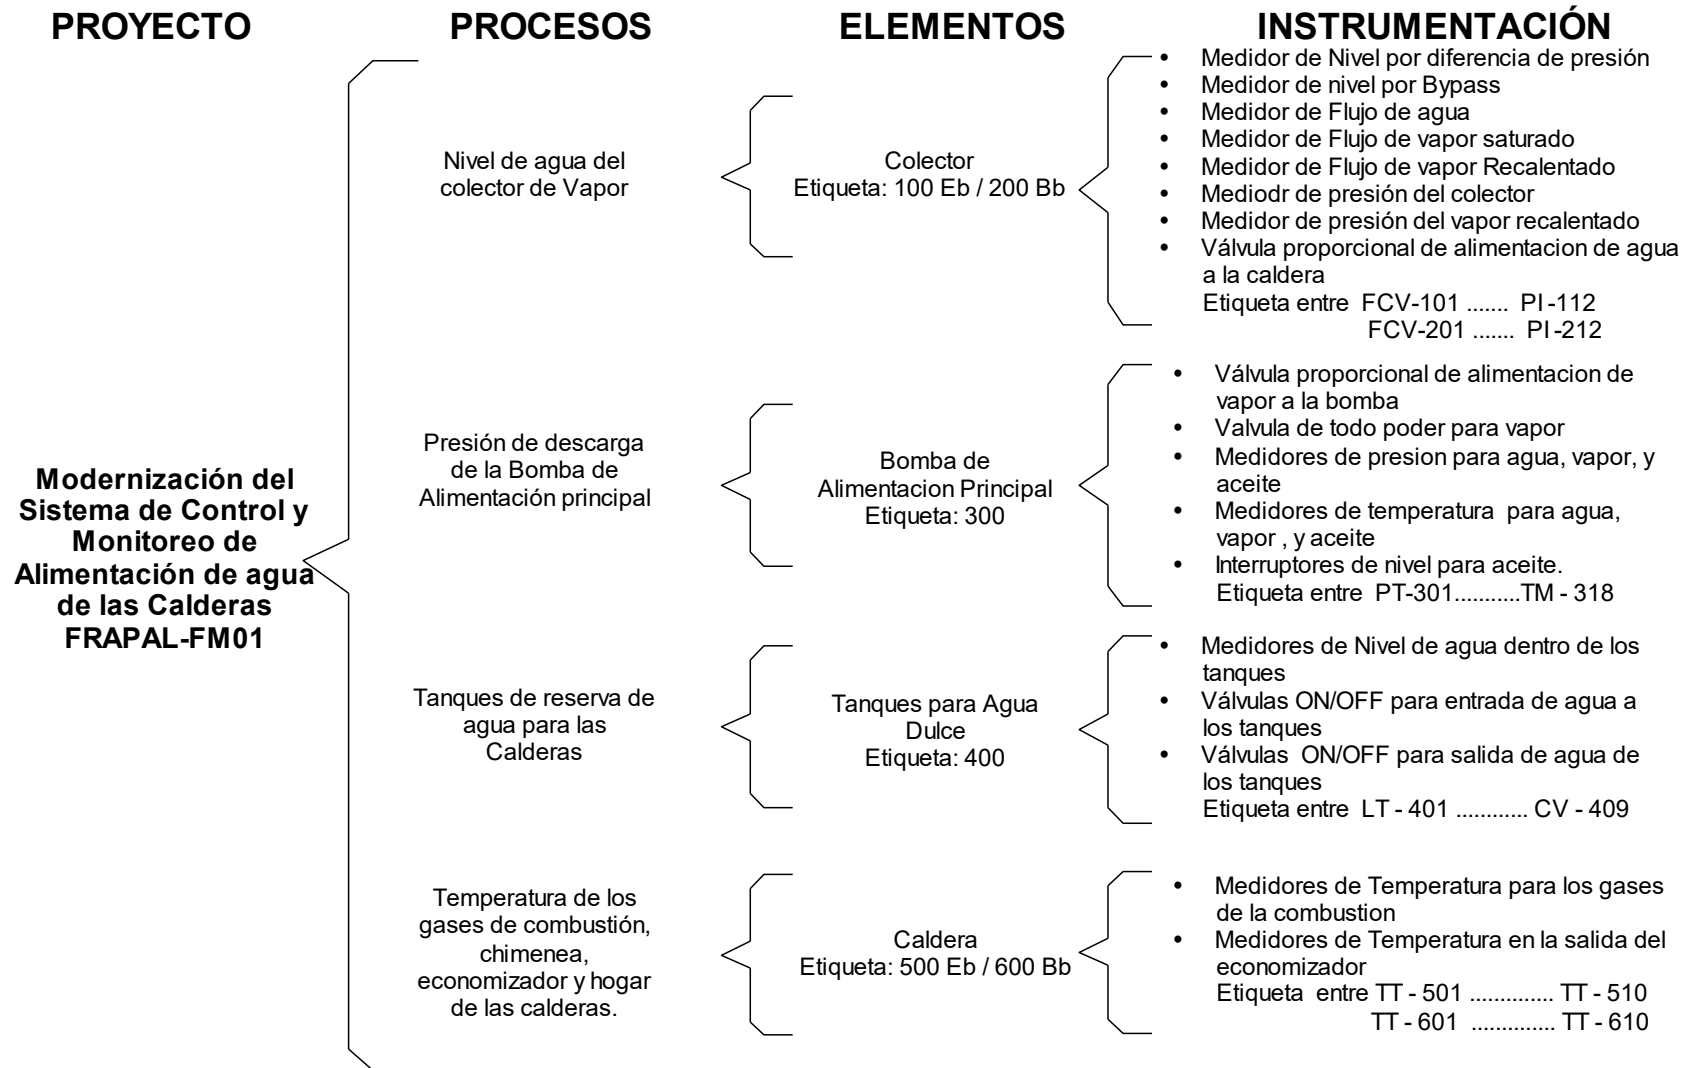 PROYECTO
PROCESOS
ELEMENTOS
INSTRUMENTACIÓN
Modernización del
Sistema de Control y
Monitoreo de
Alimentación de agua
de las Calderas
FRAPAL-FM01
Nivel de agua del
colector de Vapor
Colector
Etiqueta: 100 Eb / 200 Bb
• Medidor de Nivel por diferencia de presión
• Medidor de nivel por Bypass
• Medidor de Flujo de agua
• Medidor de Flujo de vapor saturado
• Medidor de Flujo de vapor Recalentado
• Mediodr de presión del colector
• Medidor de presión del vapor recalentado
• Válvula proporcional de alimentacion de agua
a la caldera
Etiqueta entre FCV-101 ....... PI-112
FCV-201 ....... PI-212
Presión de descarga
de la Bomba de
Alimentación principal
Bomba de
Alimentacion Principal
Etiqueta: 300
• Válvula proporcional de alimentacion de
vapor a la bomba
• Valvula de todo poder para vapor
• Medidores de presion para agua, vapor, y
aceite
• Medidores de temperatura para agua,
vapor , y aceite
• Interruptores de nivel para aceite.
Etiqueta entre PT-301...........TM - 318
Tanques de reserva de
agua para las
Calderas
Tanques para Agua
Dulce
Etiqueta: 400
• Medidores de Nivel de agua dentro de los
tanques
• Válvulas ON/OFF para entrada de agua a
los tanques
• Válvulas ON/OFF para salida de agua de
los tanques
Etiqueta entre LT - 401 ............ CV - 409
Temperatura de los
gases de combustión,
chimenea,
economizador y hogar
de las calderas.
Caldera
Etiqueta: 500 Eb / 600 Bb
• Medidores de Temperatura para los gases
de la combustion
• Medidores de Temperatura en la salida del
economizador
Etiqueta entre TT - 501 .............. TT - 510
TT - 601 .............. TT - 610